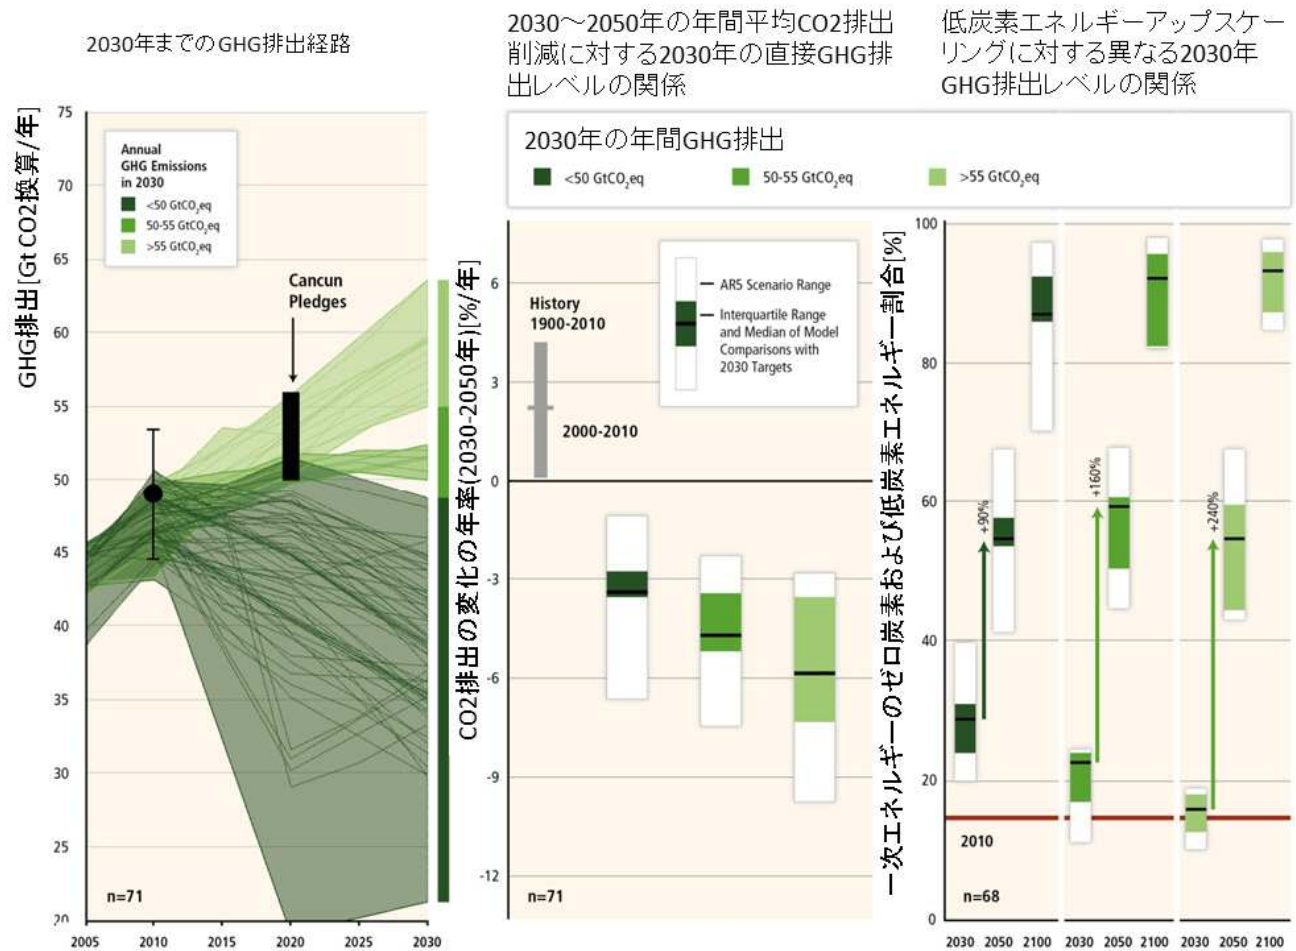 2030年までのGHG排出経路
GHG排出[Gt CO2換算/年]
75
70
65
60
55
50
45
40
35
30
25
20
Annual
GHG Emissions
in 2030
<50 GtCO₂eq
50-55 GtCO₂eq
>55 GtCO₂eq
Cancun
Pledges
n=71
2005 2010 2015 2020 2025 2030
2030～2050年の年間平均CO2排出
削減に対する2030年の直接GHG排
出レベルの関係
低炭素エネルギーアップスケー
リングに対する異なる2030年
GHG排出レベルの関係
2030年の年間GHG排出
<50 GtCO₂eq
50-55 GtCO₂eq
>55 GtCO₂eq
CO2排出の変化の年率(2030-2050年)[%/年]
6
3
0
-3
-6
-9
-12
History
1900-2010
2000-2010
AR5 Scenario Range
Interquartile Range
and Median of Model
Comparisons with
2030 Targets
n=71
一次エネルギーのゼロ炭素および低炭素エネルギー割合[%]
100
80
60
40
20
0
+90%
+160%
+240%
2010
n=68
2030 2050 2100 2030 2050 2100 2030 2050 2100